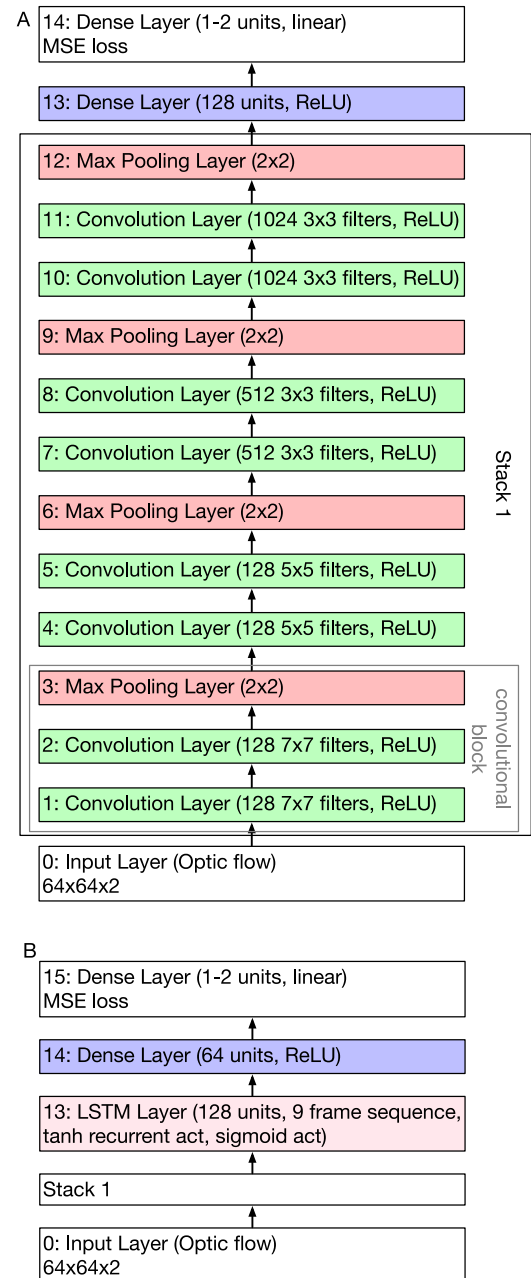 A
14: Dense Layer (1-2 units, linear)
MSE loss
13: Dense Layer (128 units, ReLU)
12: Max Pooling Layer (2x2)
11: Convolution Layer (1024 3x3 filters, ReLU)
10: Convolution Layer (1024 3x3 filters, ReLU)
9: Max Pooling Layer (2x2)
8: Convolution Layer (512 3x3 filters, ReLU)
7: Convolution Layer (512 3x3 filters, ReLU)
Stack 1
6: Max Pooling Layer (2x2)
5: Convolution Layer (128 5x5 filters, ReLU)
4: Convolution Layer (128 5x5 filters, ReLU)
3: Max Pooling Layer (2x2)
2: Convolution Layer (128 7x7 filters, ReLU)
1: Convolution Layer (128 7x7 filters, ReLU)
convolutional
block
0: Input Layer (Optic flow)
64x64x2
B
15: Dense Layer (1-2 units, linear)
MSE loss
14: Dense Layer (64 units, ReLU)
13: LSTM Layer (128 units, 9 frame sequence,
tanh recurrent act, sigmoid act)
Stack 1
0: Input Layer (Optic flow)
64x64x2